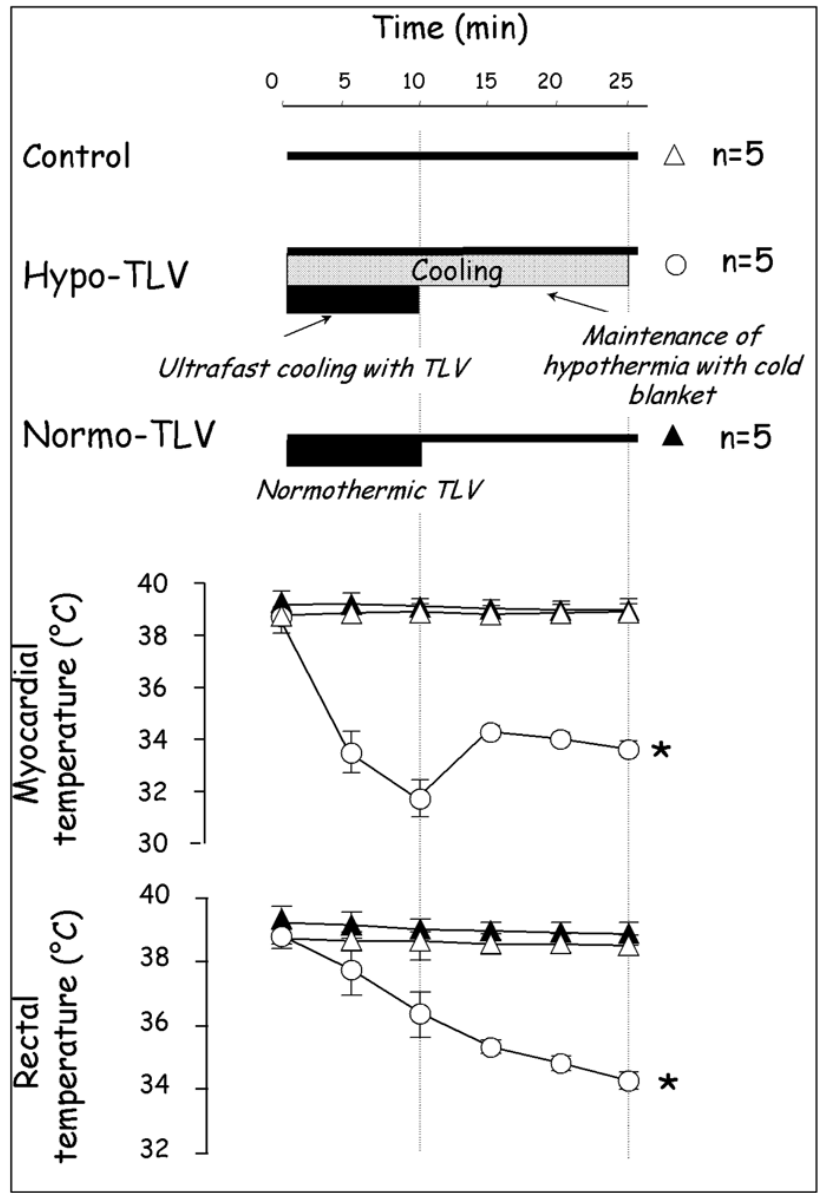 Time (min)
0 5 10 15 20 25
Control
n=5
Hypo-TLV
Cooling
n=5
Ultrafast cooling with TLV
Maintenance of
hypothermia with cold
blanket
Normo-TLV
n=5
Normothermic TLV
Myocardial
temperature (°C)
40
38
36
34
32
30
*
Rectal
temperature (°C)
40
38
36
34
32
*